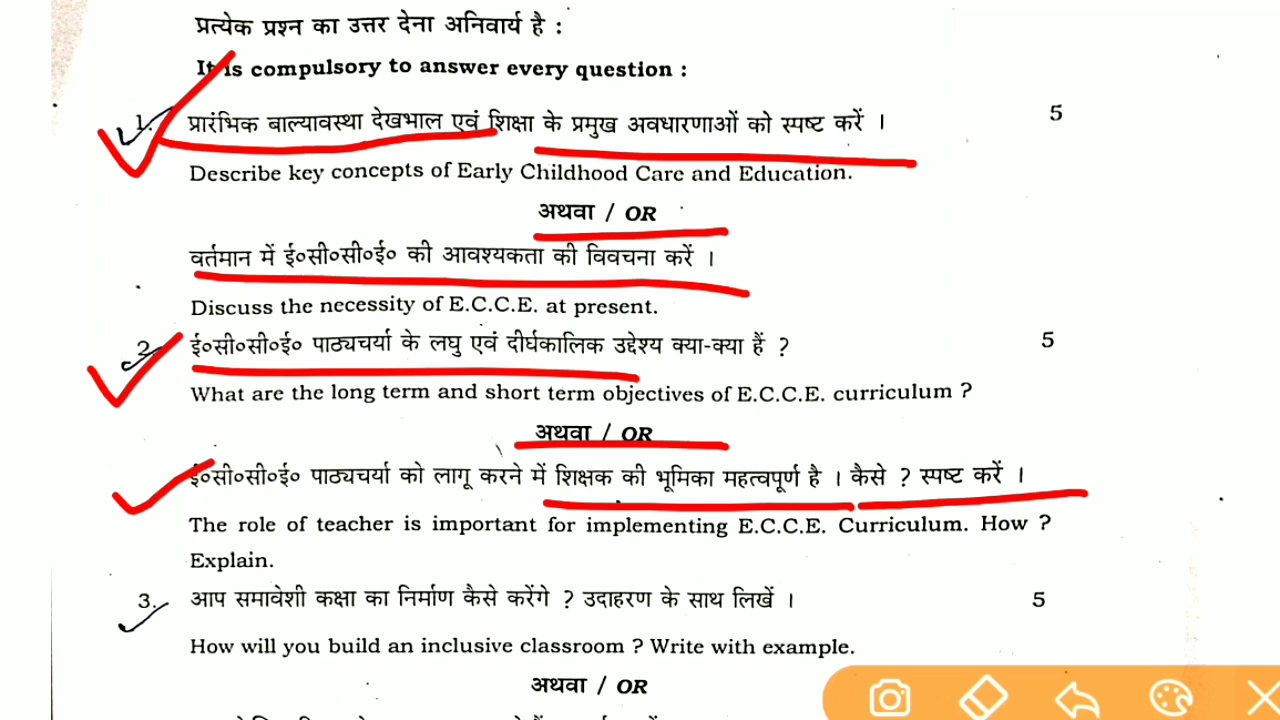 प्रत्येक प्रश्न का उत्तर देना अनिवार्य है :
It is compulsory to answer every question :
1. प्रारंभिक बाल्यावस्था देखभाल एवं शिक्षा के प्रमुख अवधारणाओं को स्पष्ट करें । 5
Describe key concepts of Early Childhood Care and Education.
अथवा / OR
वर्तमान में ई०सी०सी०ई० की आवश्यकता की विवचना करें ।
Discuss the necessity of E.C.C.E. at present.
2. ई०सी०सी०ई० पाठ्यचर्या के लघु एवं दीर्घकालिक उद्देश्य क्या-क्या हैं ? 5
What are the long term and short term objectives of E.C.C.E. curriculum ?
अथवा / OR
ई०सी०सी०ई० पाठ्यचर्या को लागू करने में शिक्षक की भूमिका महत्वपूर्ण है । कैसे ? स्पष्ट करें ।
The role of teacher is important for implementing E.C.C.E. Curriculum. How ?
Explain.
3. आप समावेशी कक्षा का निर्माण कैसे करेंगे ? उदाहरण के साथ लिखें । 5
How will you build an inclusive classroom ? Write with example.
अथवा / OR